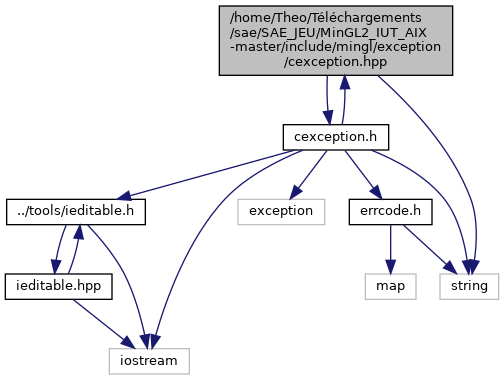 /home/Theo/Téléchargements
/sae/SAE_JEU/MinGL2_IUT_AIX
-master/include/mingl/exception
/cexception.hpp
cexception.h
../tools/ieditable.h
exception
errcode.h
ieditable.hpp
map
string
iostream